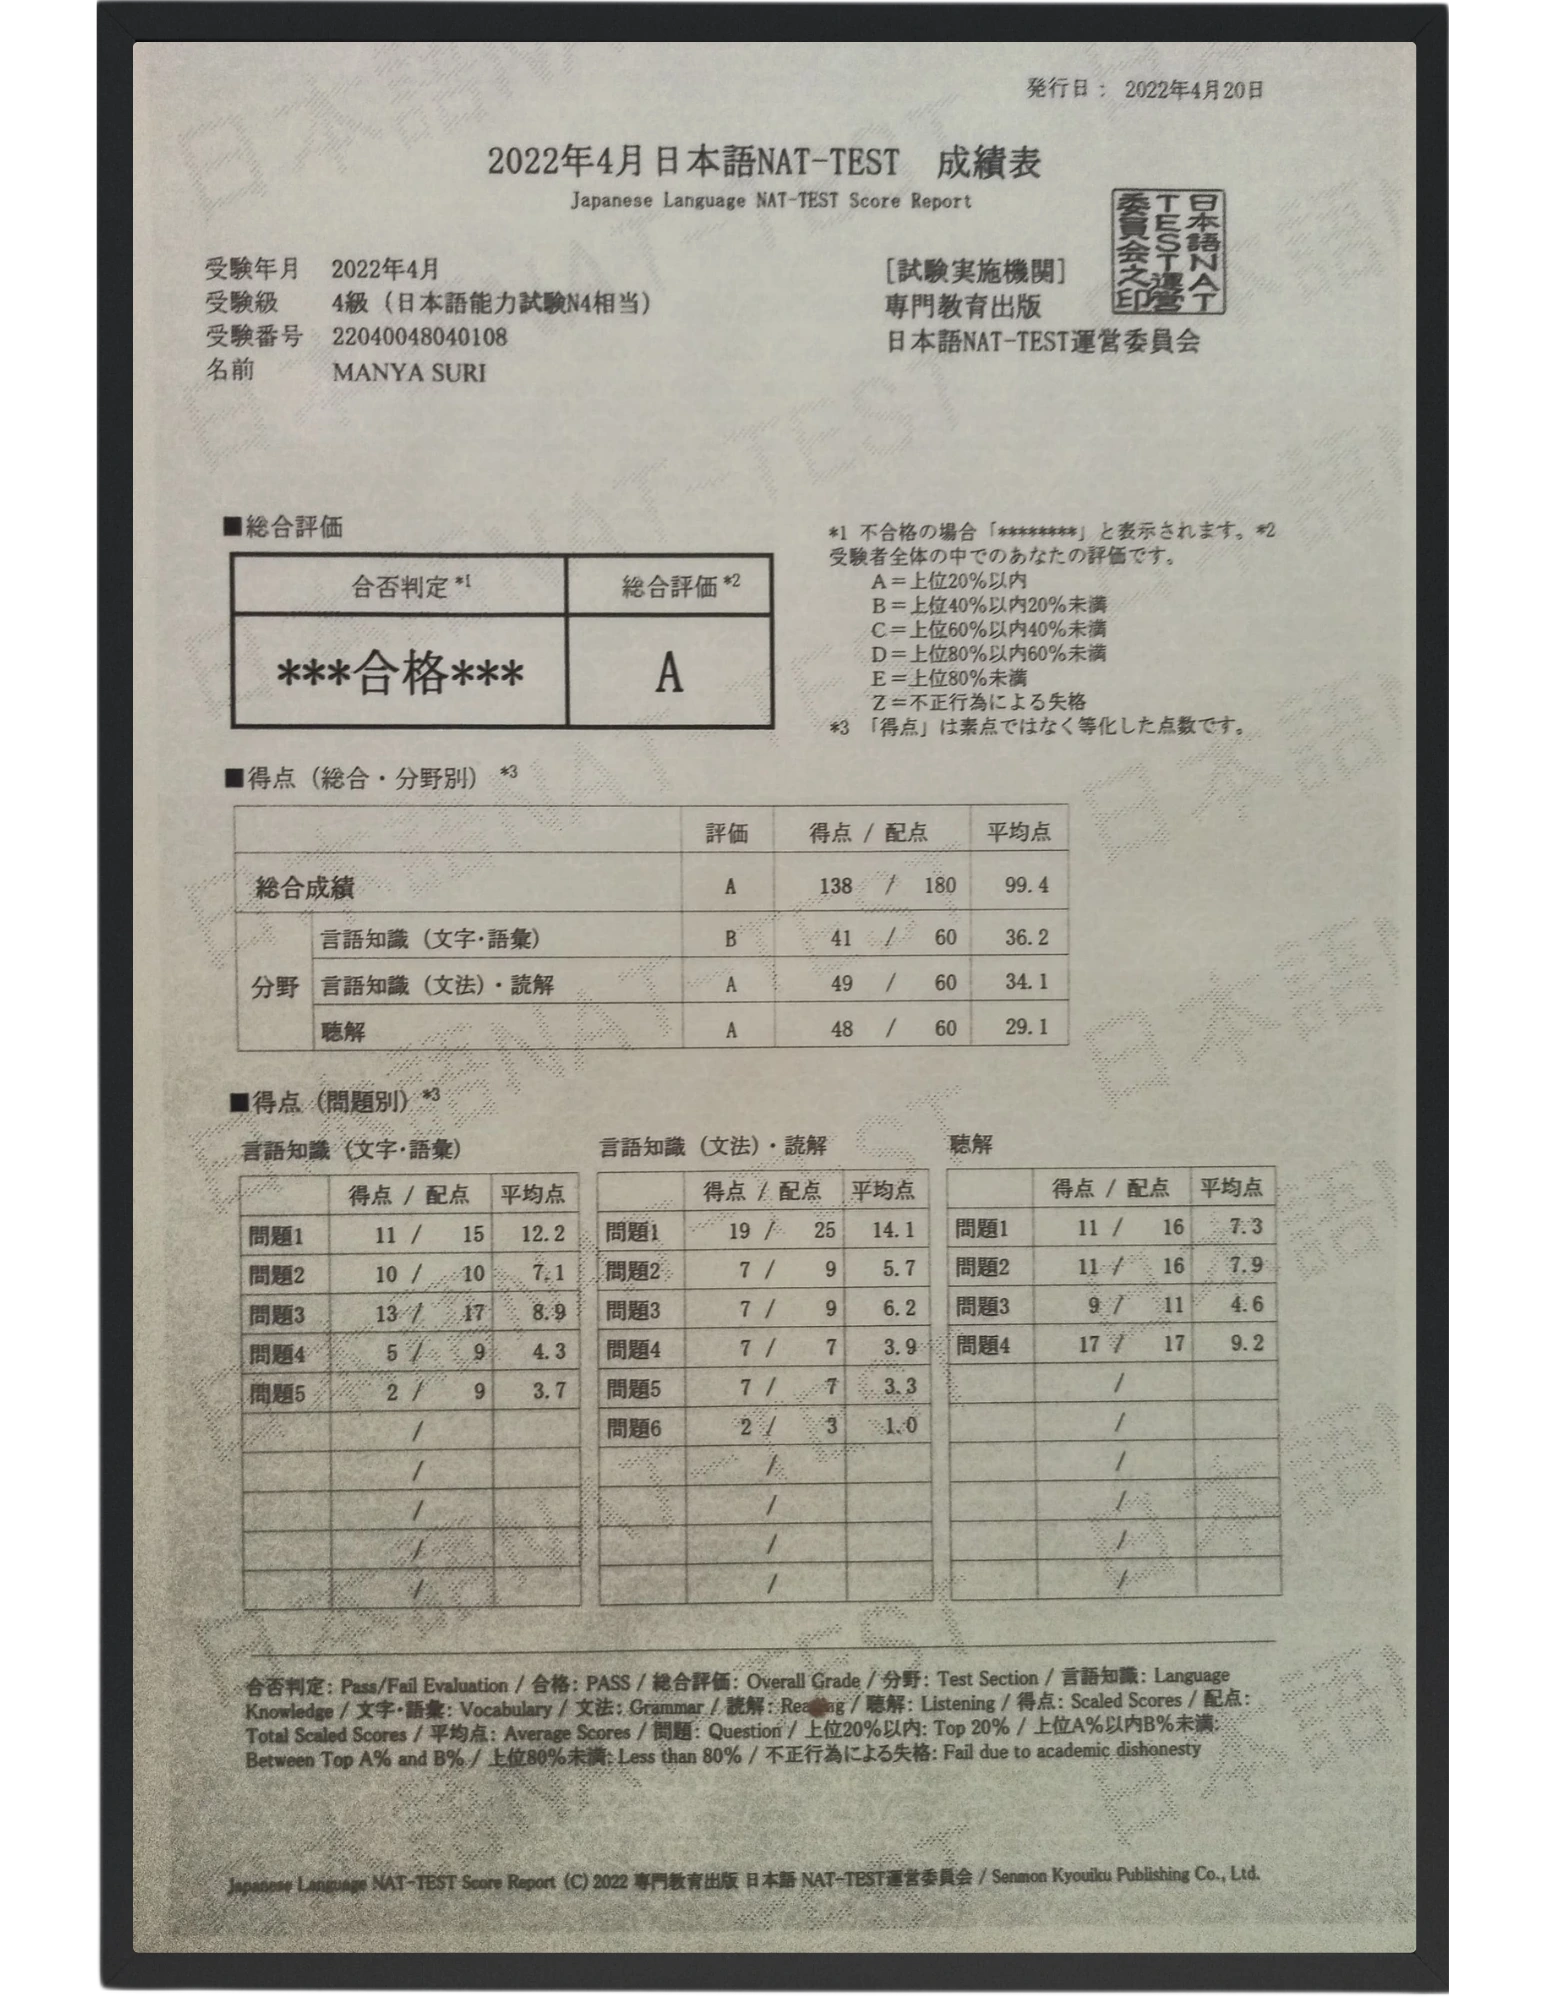 発行日： 2022年4月20日
2022年4月日本語NAT-TEST 成績表
Japanese Language NAT-TEST Score Report
日本語NAT
TEST運営
委員会之印
受験年月 2022年4月
受験級 4級（日本語能力試験N4相当）
受験番号 22040048040108
名前 MANYA SURI
[試験実施機関]
専門教育出版
日本語NAT-TEST運営委員会
■総合評価
合否判定*1 総合評価*2
***合格*** A
*1 不合格の場合「********」と表示されます。*2
受験者全体の中でのあなたの評価です。
A＝上位20%以内
B＝上位40%以内20%未満
C＝上位60%以内40%未満
D＝上位80%以内60%未満
E＝上位80%未満
Z＝不正行為による失格
*3 「得点」は素点ではなく等化した点数です。
■得点（総合・分野別） *3
評価 得点 / 配点 平均点
総合成績 A 138 / 180 99.4
分野
言語知識（文字･語彙） B 41 / 60 36.2
言語知識（文法）・読解 A 49 / 60 34.1
聴解 A 48 / 60 29.1
■得点（問題別）*3
言語知識（文字･語彙）
得点 / 配点 平均点
問題1 11 / 15 12.2
問題2 10 / 10 7.1
問題3 13 / 17 8.9
問題4 5 / 9 4.3
問題5 2 / 9 3.7
/
/
/
/
/
言語知識（文法）・読解
得点 / 配点 平均点
問題1 19 / 25 14.1
問題2 7 / 9 5.7
問題3 7 / 9 6.2
問題4 7 / 7 3.9
問題5 7 / 7 3.3
問題6 2 / 3 1.0
/
/
/
/
聴解
得点 / 配点 平均点
問題1 11 / 16 7.3
問題2 11 / 16 7.9
問題3 9 / 11 4.6
問題4 17 / 17 9.2
/
/
/
/
/
/
合否判定: Pass/Fail Evaluation / 合格: PASS / 総合評価: Overall Grade / 分野: Test Section / 言語知識: Language
Knowledge / 文字･語彙: Vocabulary / 文法: Grammar / 読解: / 聴解: Listening / 得点: Scaled Scores / 配点:
Total Scaled Scores / 平均点: Average Scores / 問題: Question / 上位20%以内: Top 20% / 上位A%以内B%未満:
Between Top A% and B% / 上位80%未満: Less than 80% / 不正行為による失格: Fail due to academic dishonesty
Japanese Language NAT-TEST Score Report (C) 2022 専門教育出版 日本語 NAT-TEST運営委員会 / Senmon Kyouiku Publishing Co., Ltd.